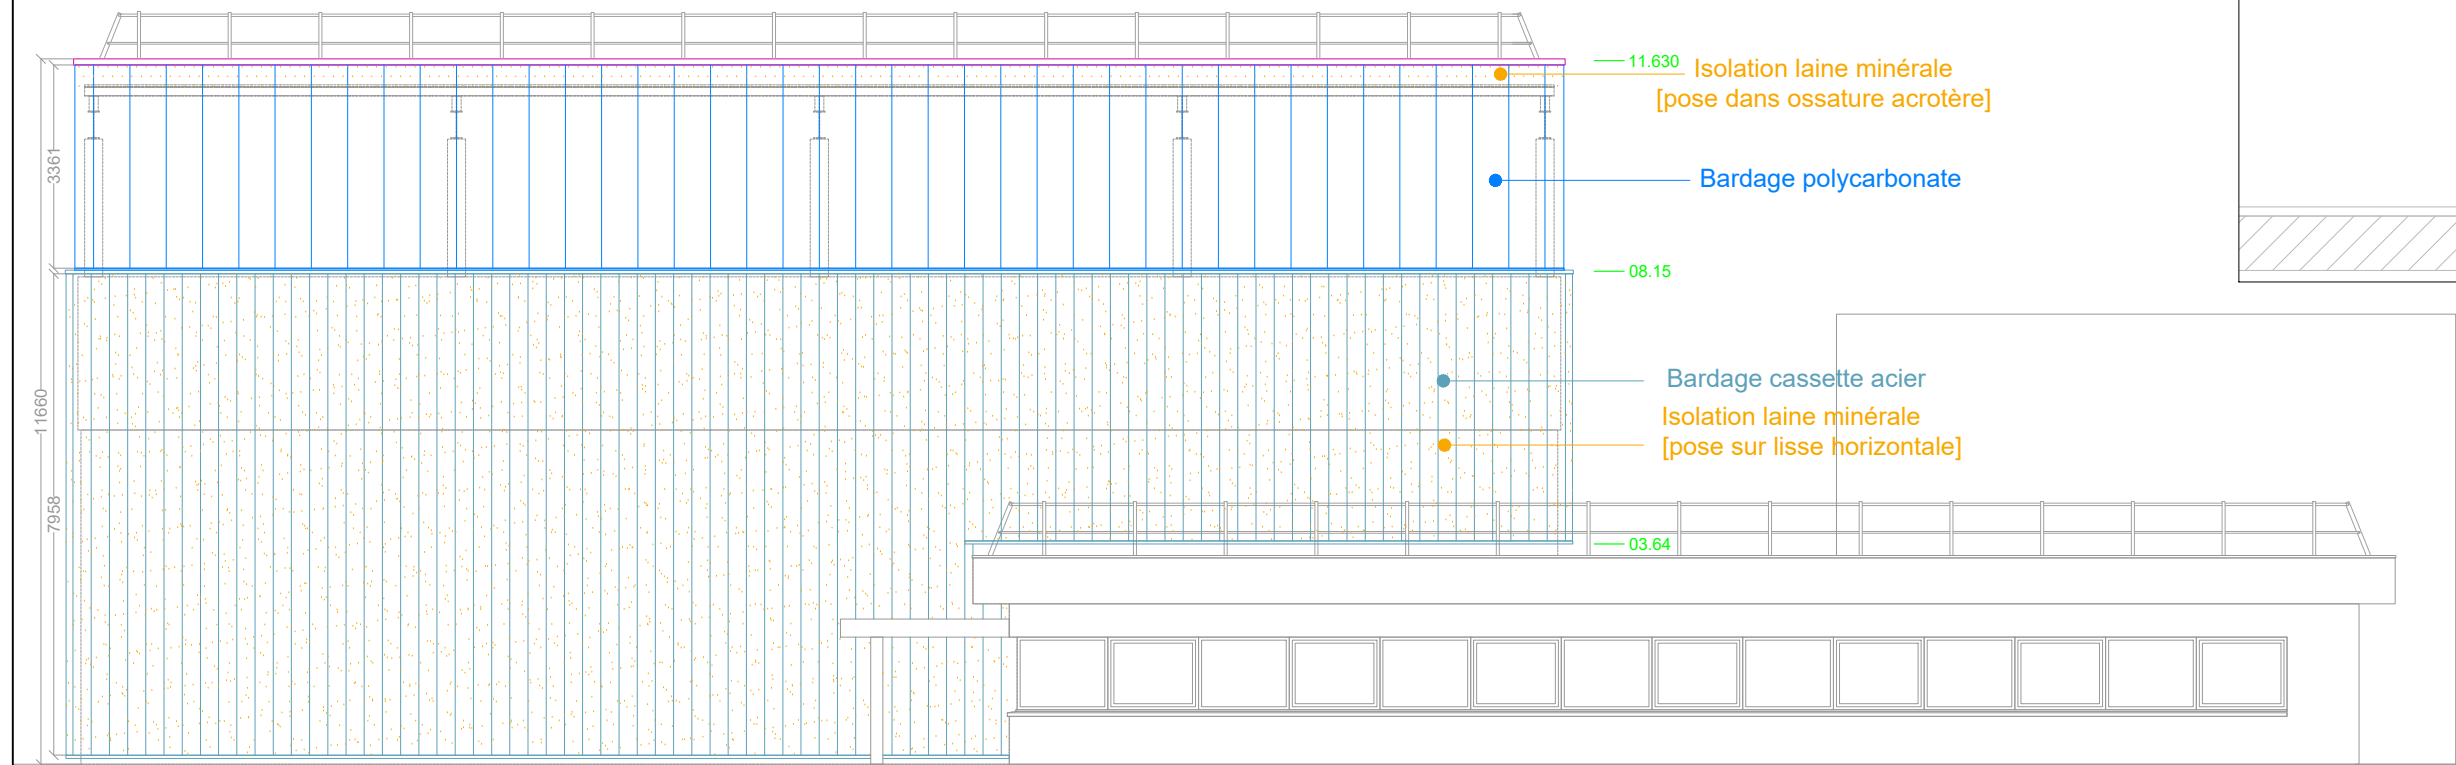 11.630
Isolation laine minérale
[pose dans ossature acrotère]
3361
Bardage polycarbonate
08.15
Bardage cassette acier
11660
Isolation laine minérale
[pose sur lisse horizontale]
7958
03.64